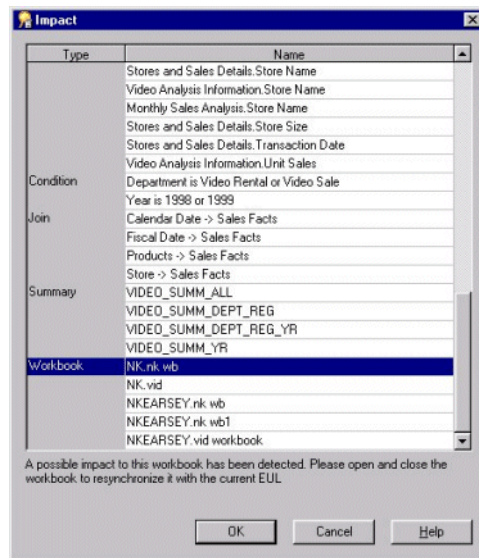 Impact
Type Name
Stores and Sales Details.Store Name
Video Analysis Information.Store Name
Monthly Sales Analysis.Store Name
Stores and Sales Details.Store Size
Stores and Sales Details.Transaction Date
Video Analysis Information.Unit Sales
Condition Department is Video Rental or Video Sale
Year is 1998 or 1999
Join Calendar Date -> Sales Facts
Fiscal Date -> Sales Facts
Products -> Sales Facts
Store -> Sales Facts
Summary VIDEO_SUMM_ALL
VIDEO_SUMM_DEPT_REG
VIDEO_SUMM_DEPT_REG_YR
VIDEO_SUMM_YR
Workbook NK.nk wb
NK.vid
NKEARSEY.nk wb
NKEARSEY.nk wb1
NKEARSEY.vid workbook
A possible impact to this workbook has been detected. Please open and close the
workbook to resynchronize it with the current EUL
OK Cancel Help